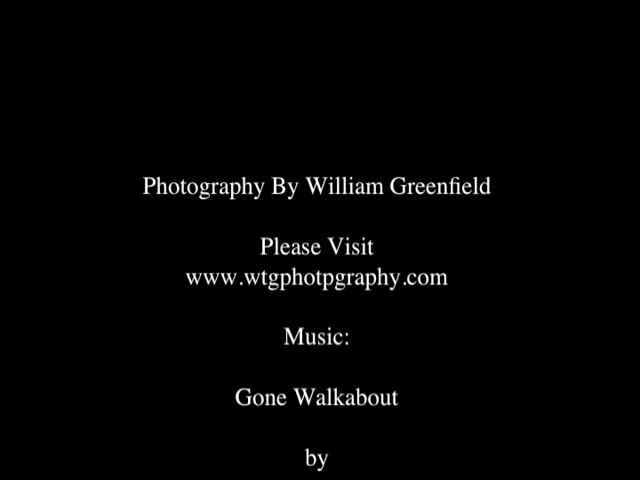 Photography By William Greenfield
Please Visit
www.wtgphotpgraphy.com
Music:
Gone Walkabout
by